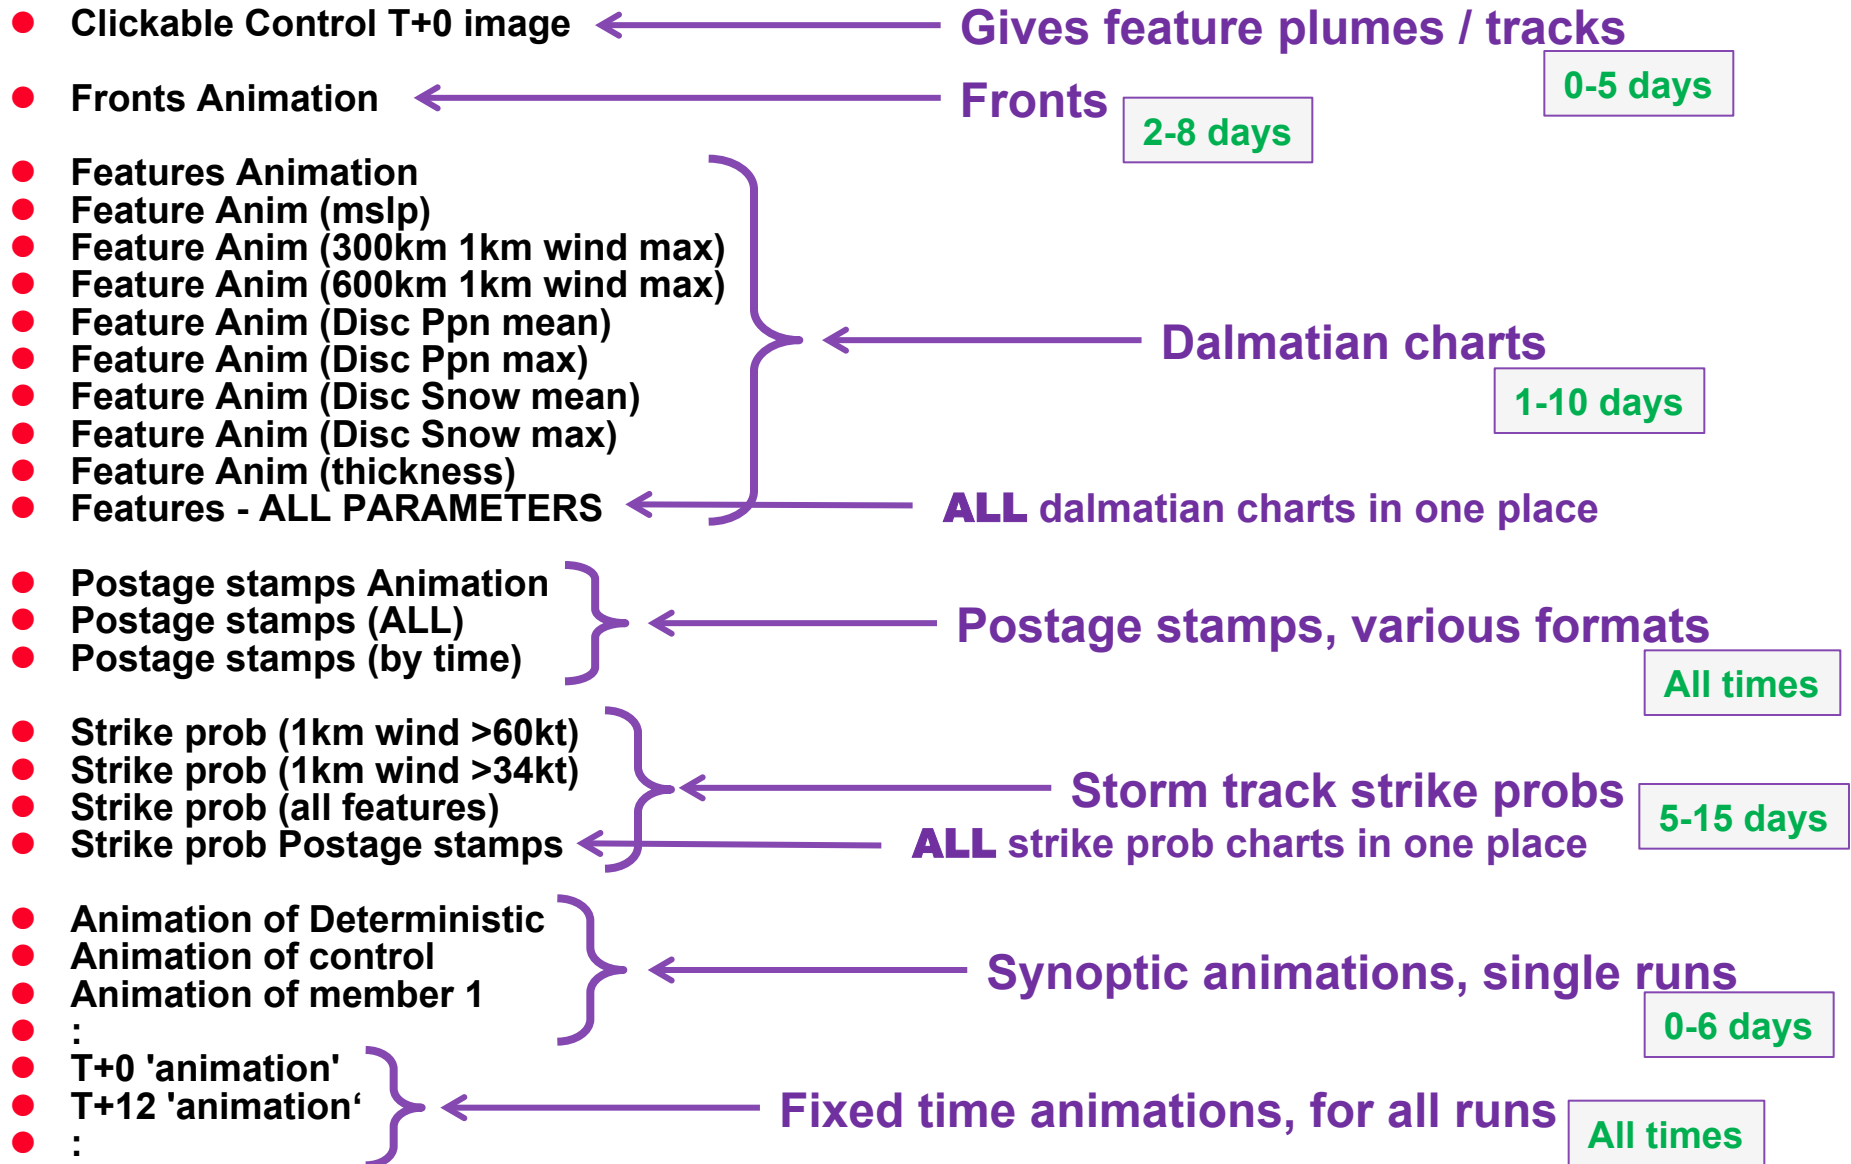 Clickable Control T+0 image
Gives feature plumes / tracks
0-5 days
Fronts Animation
Fronts
2-8 days
Features Animation
Feature Anim (mslp)
Feature Anim (300km 1km wind max)
Feature Anim (600km 1km wind max)
Feature Anim (Disc Ppn mean)
Feature Anim (Disc Ppn max)
Feature Anim (Disc Snow mean)
Feature Anim (Disc Snow max)
Feature Anim (thickness)
Features - ALL PARAMETERS
Dalmatian charts
1-10 days
ALL dalmatian charts in one place
Postage stamps Animation
Postage stamps (ALL)
Postage stamps (by time)
Postage stamps, various formats
All times
Strike prob (1km wind >60kt)
Strike prob (1km wind >34kt)
Strike prob (all features)
Strike prob Postage stamps
Storm track strike probs
5-15 days
ALL strike prob charts in one place
Animation of Deterministic
Animation of control
Animation of member 1
:
Synoptic animations, single runs
0-6 days
T+0 'animation'
T+12 'animation‘
:
Fixed time animations, for all runs
All times